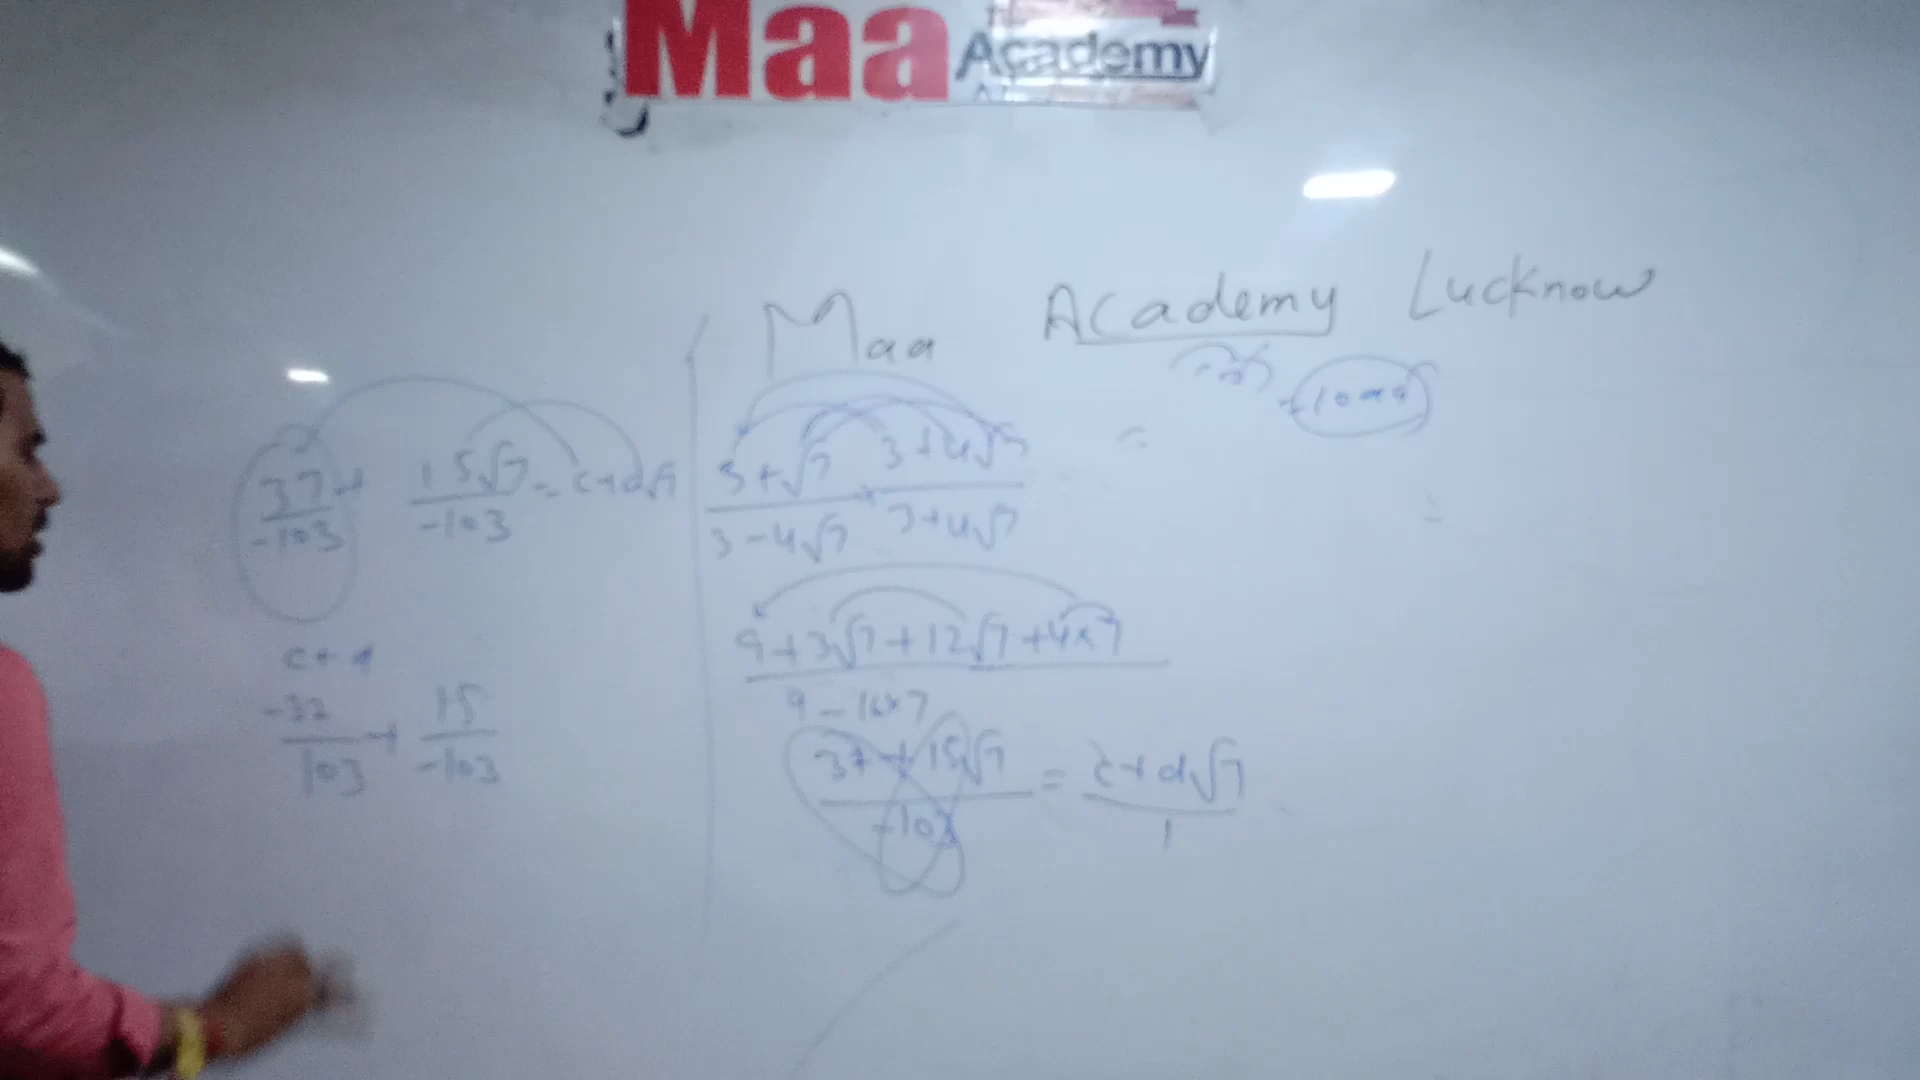 Maa Academy
Maa Academy Lucknow
37/-103 + 15√7/-103 = c+d√7
3+√7/3-4√7 × 3+4√7/3+4√7
9+3√7+12√7+4×7
9-16×7
37+15√7/-103 = c+d√7/1
c+d
-37/103 + 15/-103